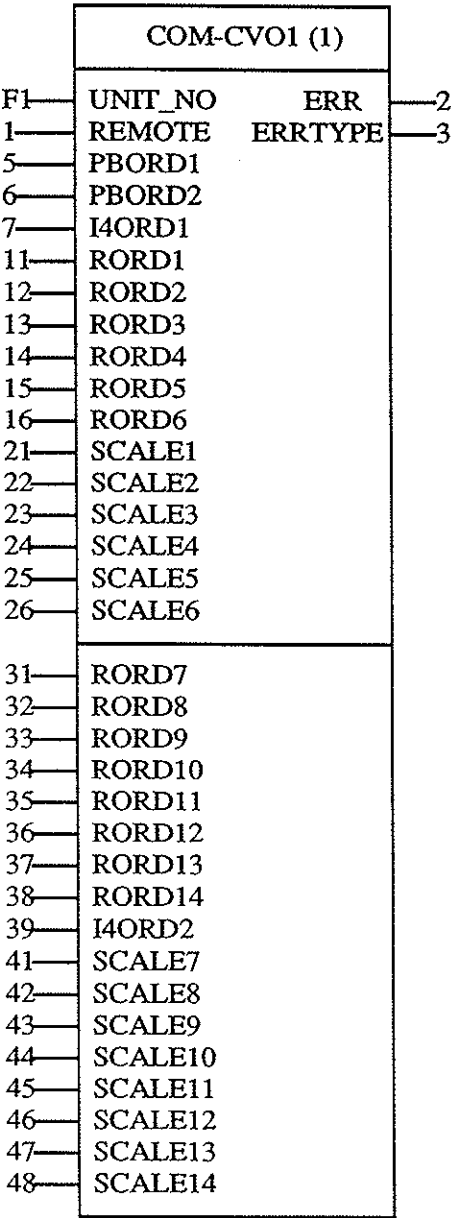 COM-CVO1 (1)
F1 UNIT_NO ERR 2
1 REMOTE ERRTYPE 3
5 PBORD1
6 PBORD2
7 I4ORD1
11 RORD1
12 RORD2
13 RORD3
14 RORD4
15 RORD5
16 RORD6
21 SCALE1
22 SCALE2
23 SCALE3
24 SCALE4
25 SCALE5
26 SCALE6
31 RORD7
32 RORD8
33 RORD9
34 RORD10
35 RORD11
36 RORD12
37 RORD13
38 RORD14
39 I4ORD2
41 SCALE7
42 SCALE8
43 SCALE9
44 SCALE10
45 SCALE11
46 SCALE12
47 SCALE13
48 SCALE14